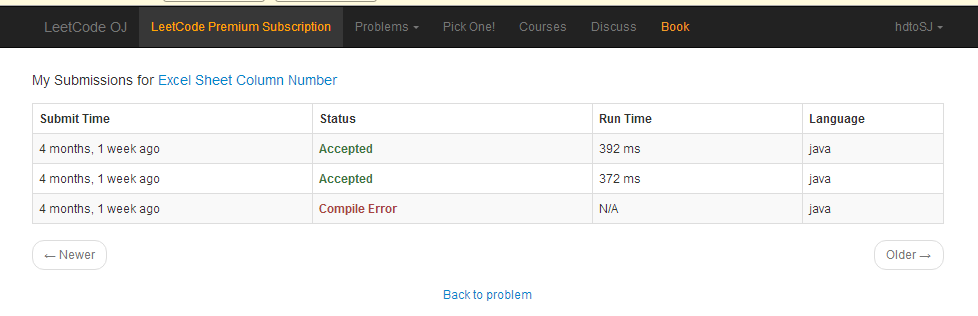 LeetCode OJ LeetCode Premium Subscription Problems Pick One! Courses Discuss Book hdtoSJ
My Submissions for Excel Sheet Column Number
Submit Time Status Run Time Language
4 months, 1 week ago Accepted 392 ms java
4 months, 1 week ago Accepted 372 ms java
4 months, 1 week ago Compile Error N/A java
← Newer Older →
Back to problem